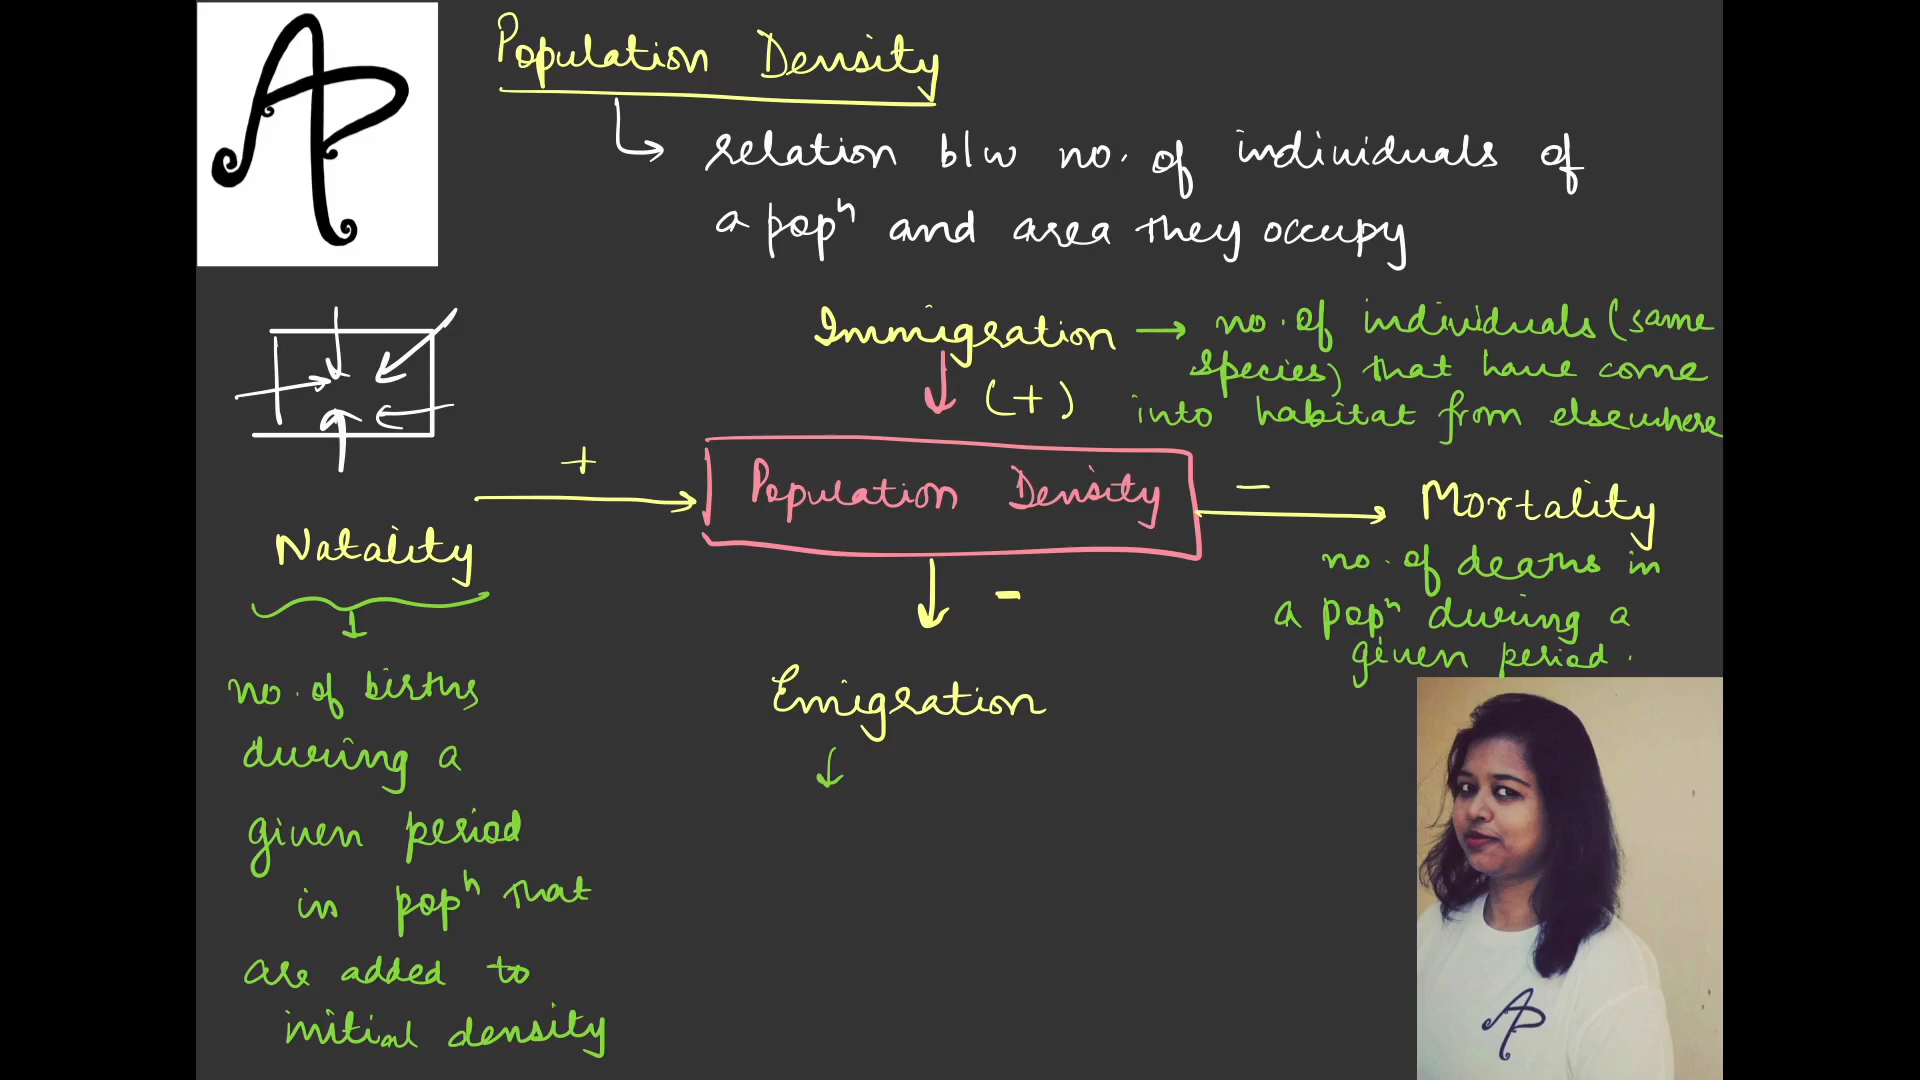 AP
Population Density
relation b/w no. of individuals of
a popⁿ and area they occupy
Immigration → no. of individuals (same
species) that have come
into habitat from elsewhere
(+)
+
Population Density
-
Natality
Mortality
no. of deaths in
a popⁿ during a
given period.
-
Emigration
no. of births
during a
given period
in popⁿ that
are added to
initial density
AP